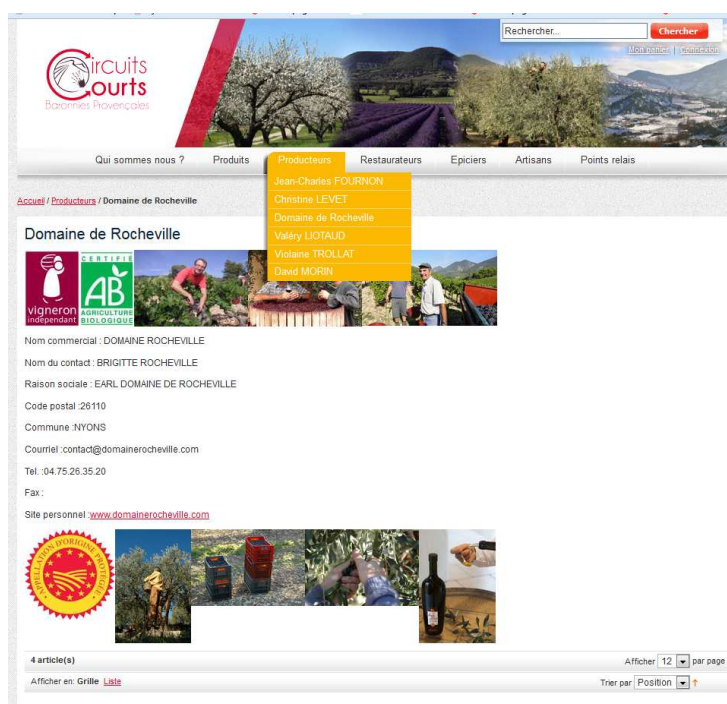 Rechercher...
Chercher
Mon panier | Connexion
Circuits
Courts
Baronnies Provençales
Qui sommes nous ?
Produits
Producteurs
Restaurateurs
Epiciers
Artisans
Points relais
Jean-Charles FOURNON
Christine LEVET
Domaine de Rocheville
Valéry LIOTAUD
Violaine TROLLAT
David MORIN
Accueil / Producteurs / Domaine de Rocheville
Domaine de Rocheville
vigneron
indépendant
CERTIFIÉ
AB
AGRICULTURE
BIOLOGIQUE
Nom commercial : DOMAINE ROCHEVILLE
Nom du contact : BRIGITTE ROCHEVILLE
Raison sociale : EARL DOMAINE DE ROCHEVILLE
Code postal :26110
Commune :NYONS
Courriel :contact@domainerocheville.com
Tel. :04.75.26.35.20
Fax :
Site personnel :www.domainerocheville.com
APPELLATION D'ORIGINE PROTÉGÉE
4 article(s)
Afficher 12 par page
Afficher en: Grille Liste
Trier par Position